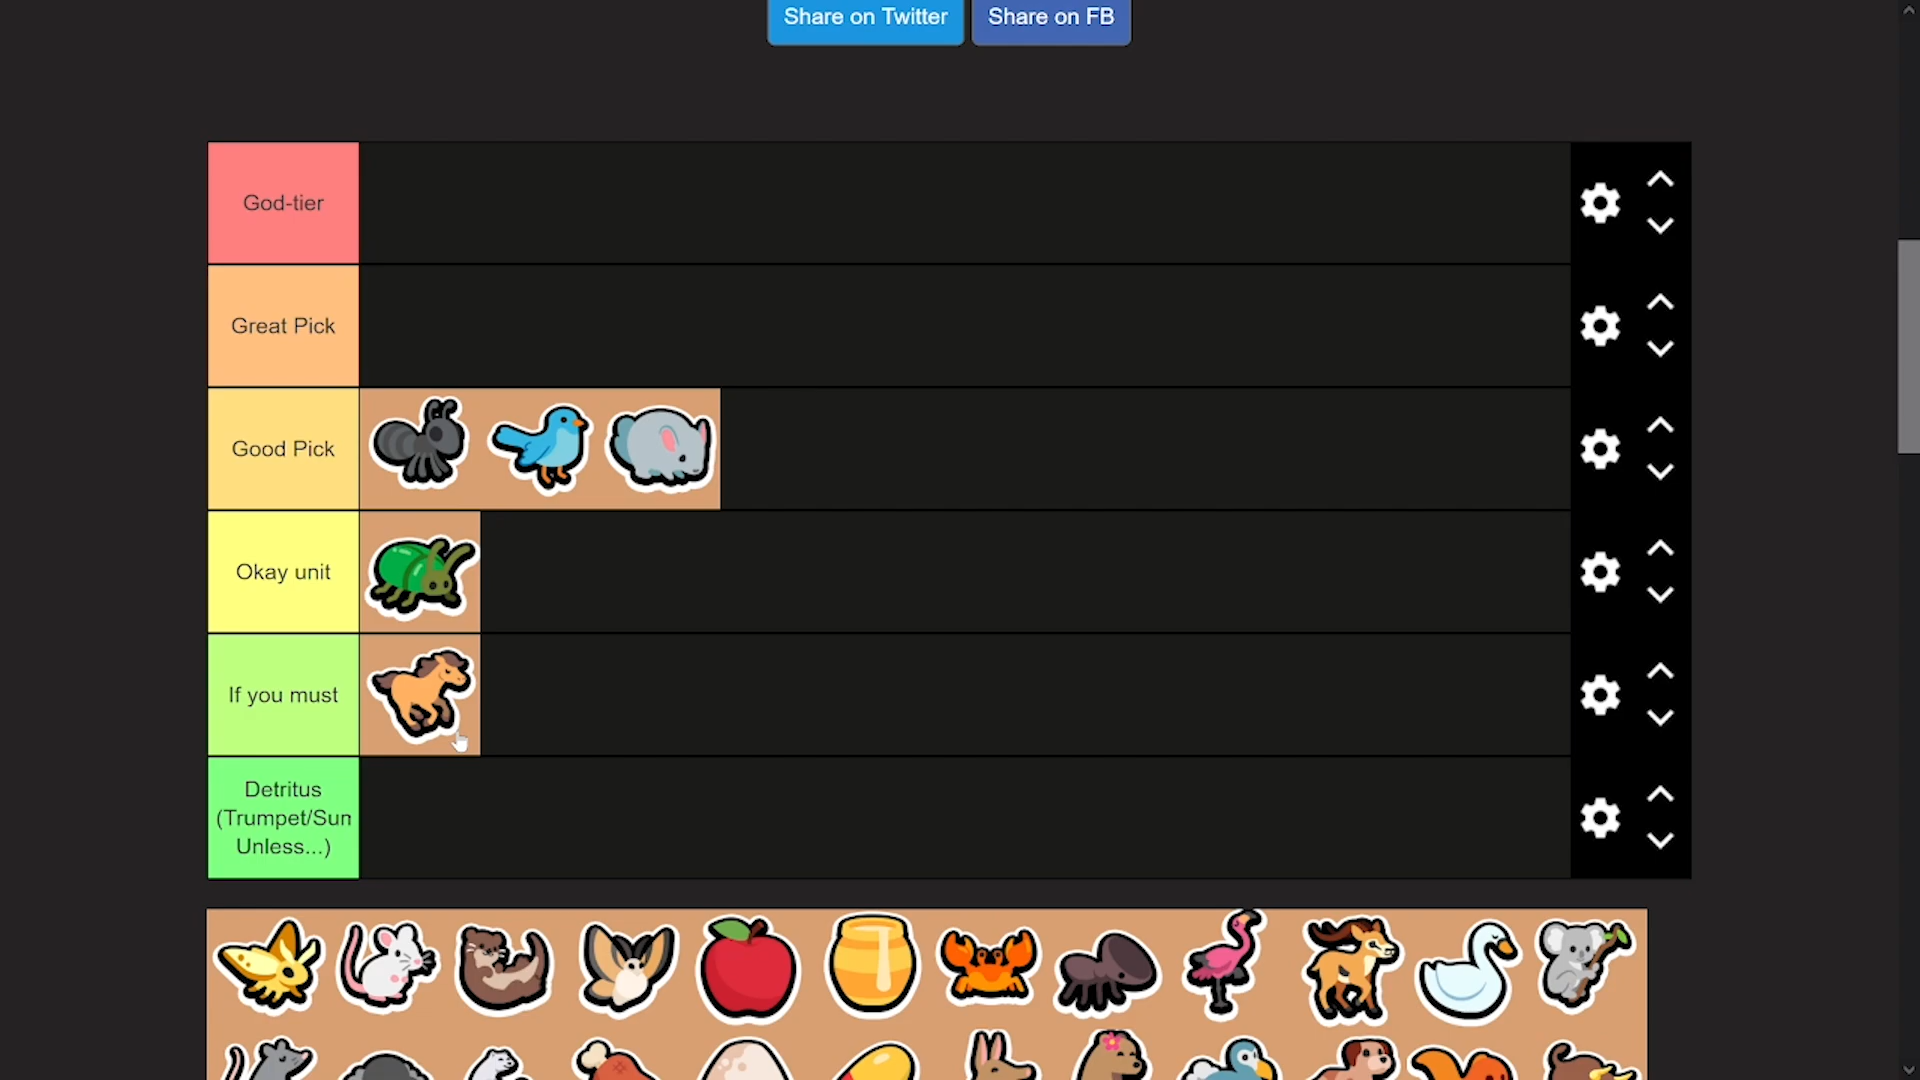 Share on Twitter
Share on FB
God-tier
Great Pick
Good Pick
Okay unit
If you must
Detritus
(Trumpet/Sun
Unless...)